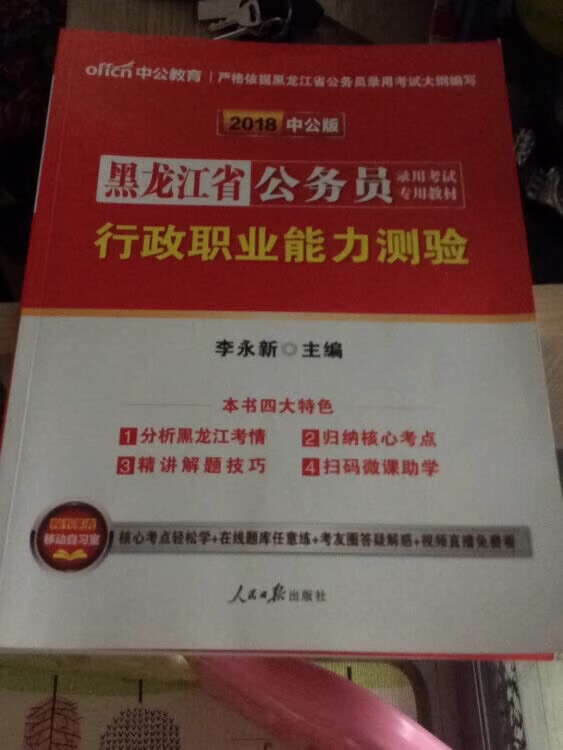 offcn中公教育 | 严格依据黑龙江省公务员录用考试大纲编写
2018 中公版
黑龙江省 公务员 录用考试 专用教材
行政职业能力测验
李永新◎主编
本书四大特色
1 分析黑龙江考情 2 归纳核心考点
3 精讲解题技巧 4 扫码微课助学
移动自习室
核心考点轻松学+在线题库任意练+考友圈答疑解惑+视频直播免费看
人民日报出版社